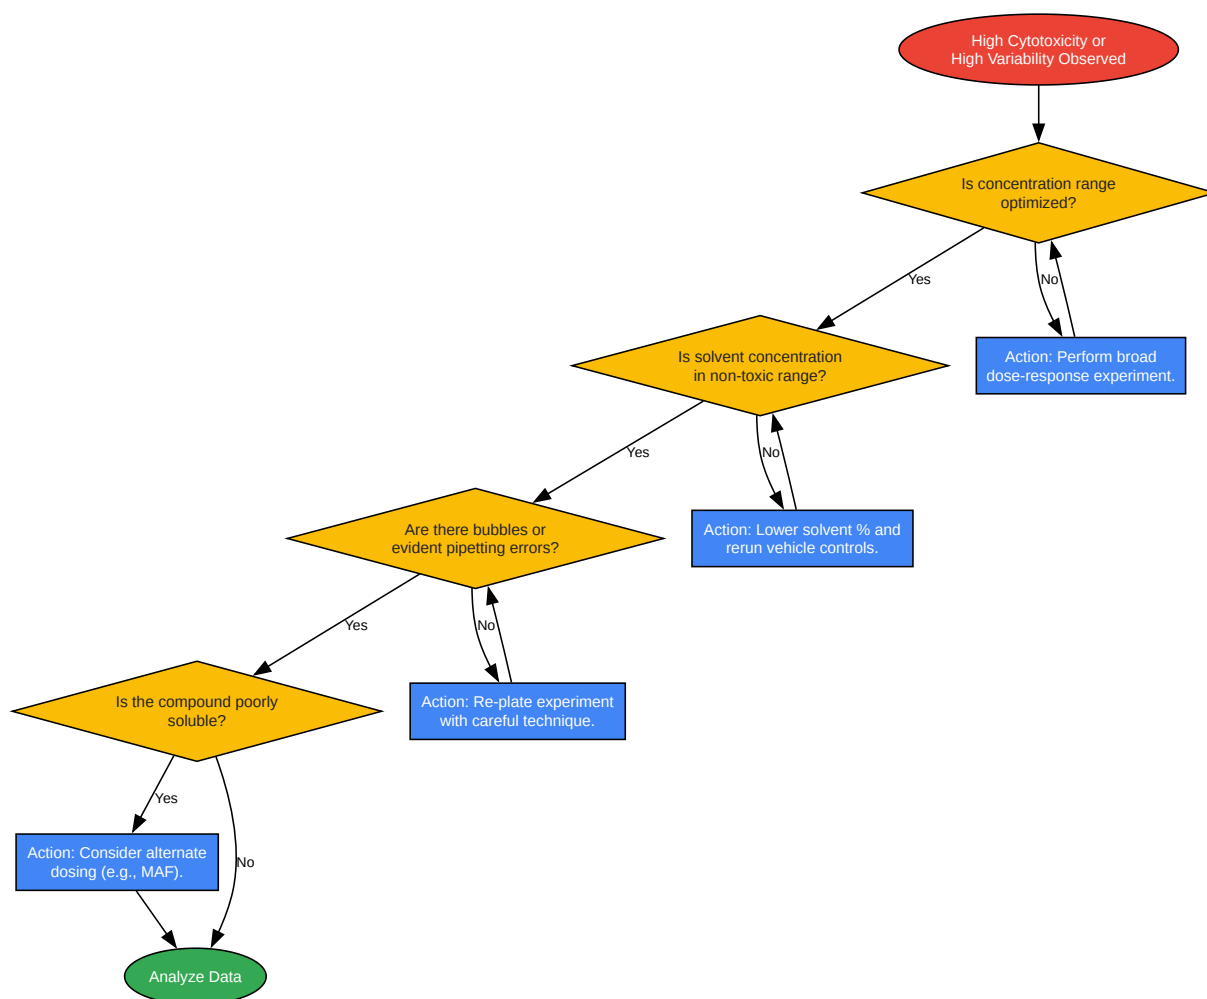 High Cytotoxicity or
High Variability Observed
Is concentration range
optimized?
Yes
No
Action: Perform broad
dose-response experiment.
Is solvent concentration
in non-toxic range?
Yes
No
Action: Lower solvent % and
rerun vehicle controls.
Are there bubbles or
evident pipetting errors?
Yes
No
Action: Re-plate experiment
with careful technique.
Is the compound poorly
soluble?
Yes
No
Action: Consider alternate
dosing (e.g., MAF).
Analyze Data